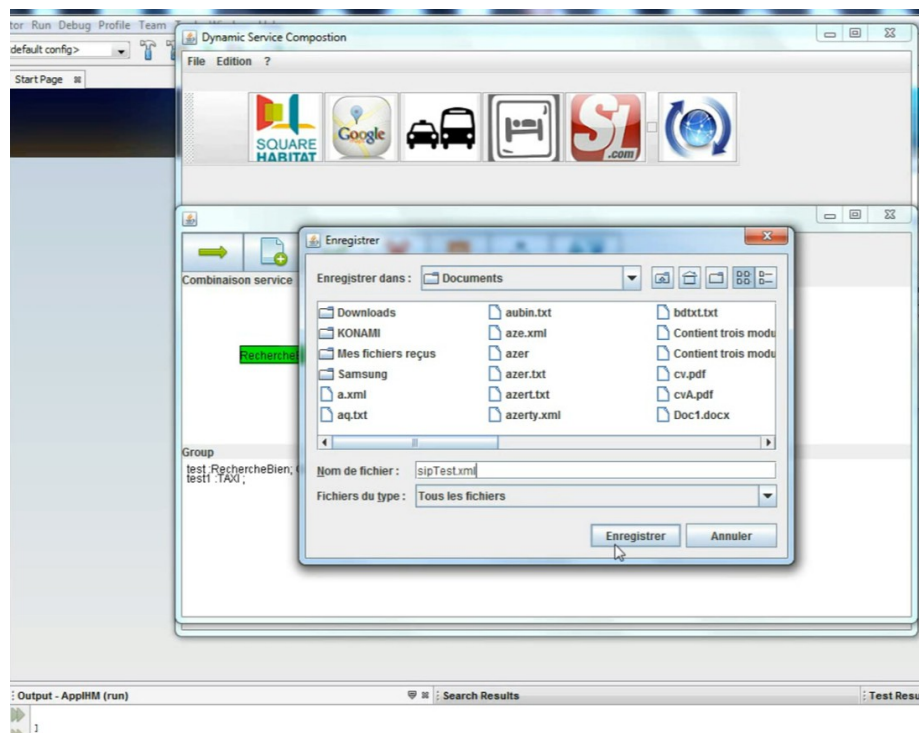 tor Run Debug Profile Team
default config>
Start Page
Dynamic Service Compostion
File Edition ?
SQUARE
HABITAT
Google
SL
.com
Combinaison service
Recherche
Group
test :RechercheBien;
test1 :TAXI ;
Enregistrer
Enregistrer dans :
Documents
Downloads
KONAMI
Mes fichiers reçus
Samsung
a.xml
aq.txt
aubin.txt
aze.xml
azer
azer.txt
azert.txt
azerty.xml
bdtxt.txt
Contient trois modu
Contient trois modu
cv.pdf
cvA.pdf
Doc1.docx
Nom de fichier :
sipTest.xml
Fichiers du type :
Tous les fichiers
Enregistrer
Annuler
Output - AppliHM (run)
Search Results
Test Resu
]